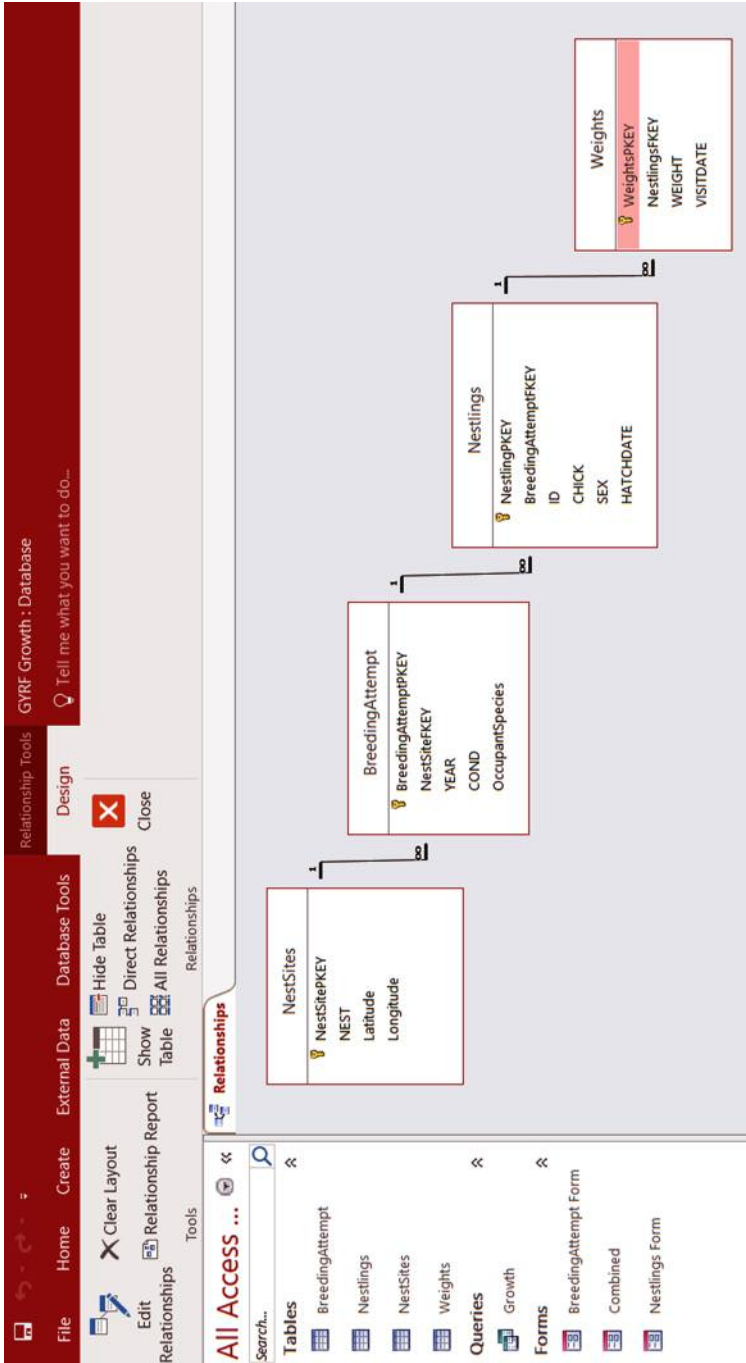 Relationship Tools
GYRF Growth : Database
File
Home
Create
External Data
Database Tools
Design
Tell me what you want to do...
Edit
Relationships
Clear Layout
Relationship Report
Tools
Show
Table
Hide Table
Direct Relationships
All Relationships
Relationships
Close
All Access ...
Search...
Tables
BreedingAttempt
Nestlings
NestSites
Weights
Queries
Growth
Forms
BreedingAttempt Form
Combined
Nestlings Form
Relationships
NestSites
NestSitePKEY
NEST
Latitude
Longitude
1
∞
BreedingAttempt
BreedingAttemptPKEY
NestSiteFKEY
YEAR
COND
OccupantSpecies
1
∞
Nestlings
NestlingPKEY
BreedingAttemptFKEY
ID
CHICK
SEX
HATCHDATE
1
∞
Weights
WeightsPKEY
NestlingsFKEY
WEIGHT
VISITDATE